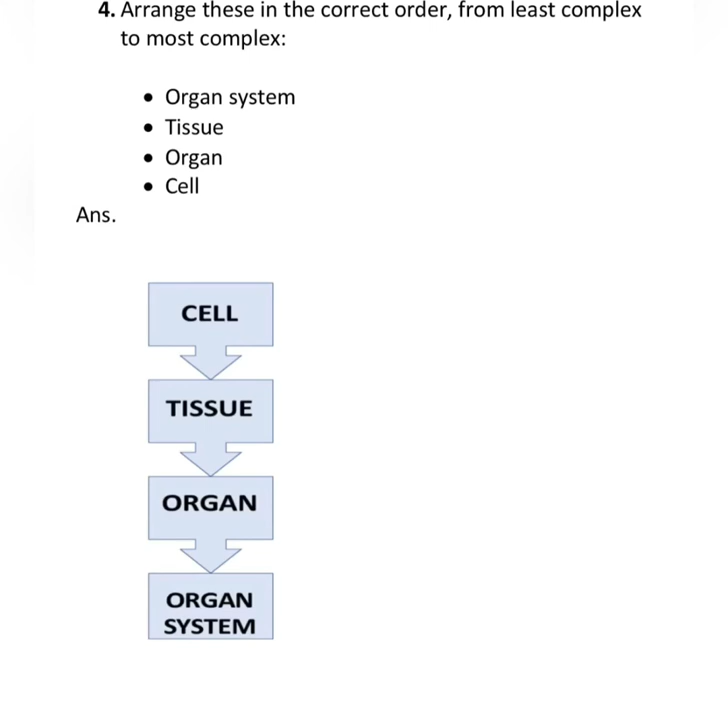 4. Arrange these in the correct order, from least complex
to most complex:
• Organ system
• Tissue
• Organ
• Cell
Ans.
CELL
TISSUE
ORGAN
ORGAN
SYSTEM